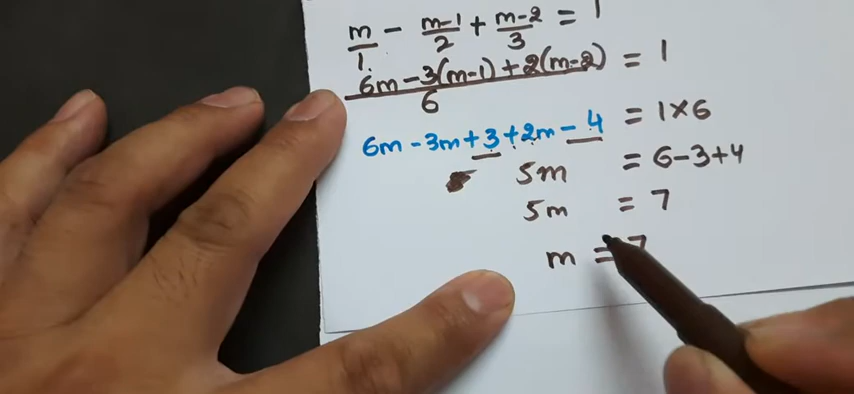 m/1 - (m-1)/2 + (m-2)/3 = 1
(6m - 3(m-1) + 2(m-2))/6 = 1
6m - 3m + 3 + 2m - 4 = 1×6
5m = 6-3+4
5m = 7
m = 7